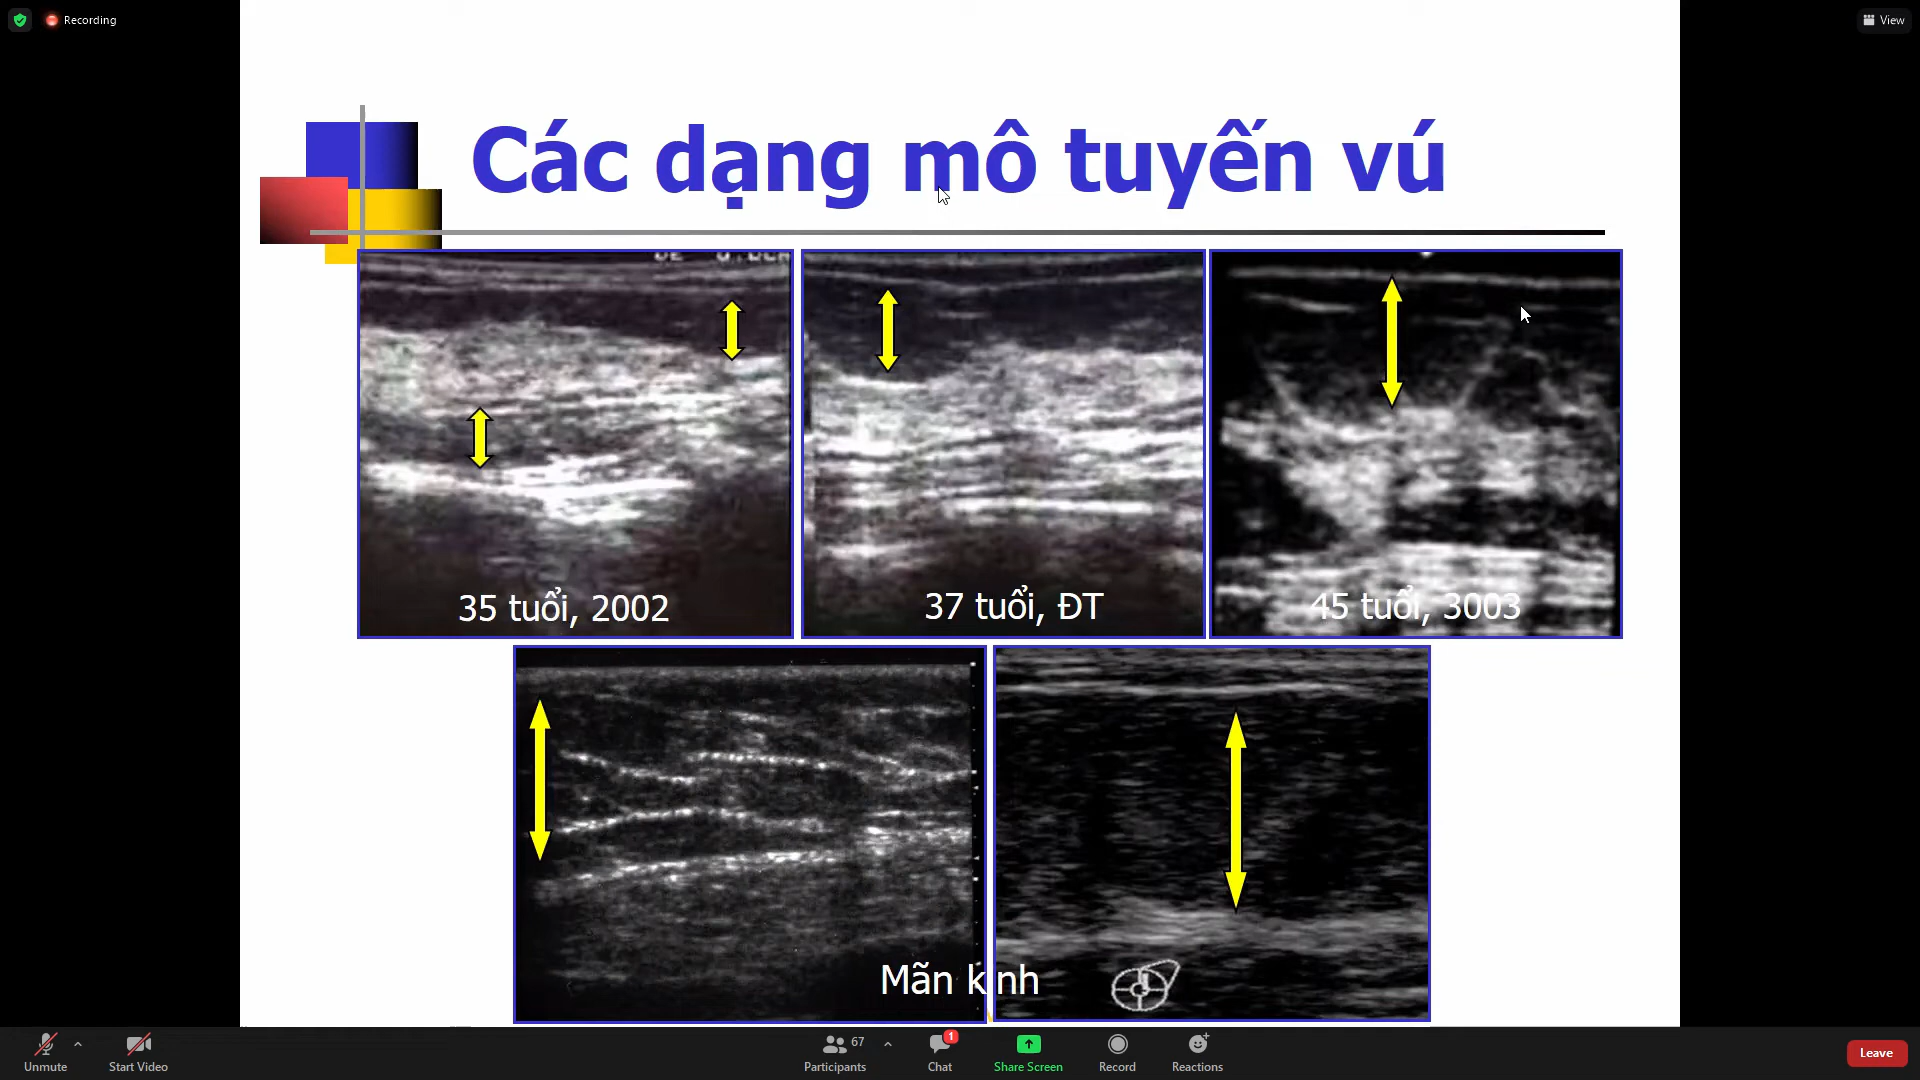 Recording
View
Các dạng mô tuyến vú
35 tuổi, 2002
37 tuổi, ĐT
45 tuổi, 3003
Mãn kinh
Unmute
Start Video
67
Participants
1
Chat
Share Screen
Record
Reactions
Leave